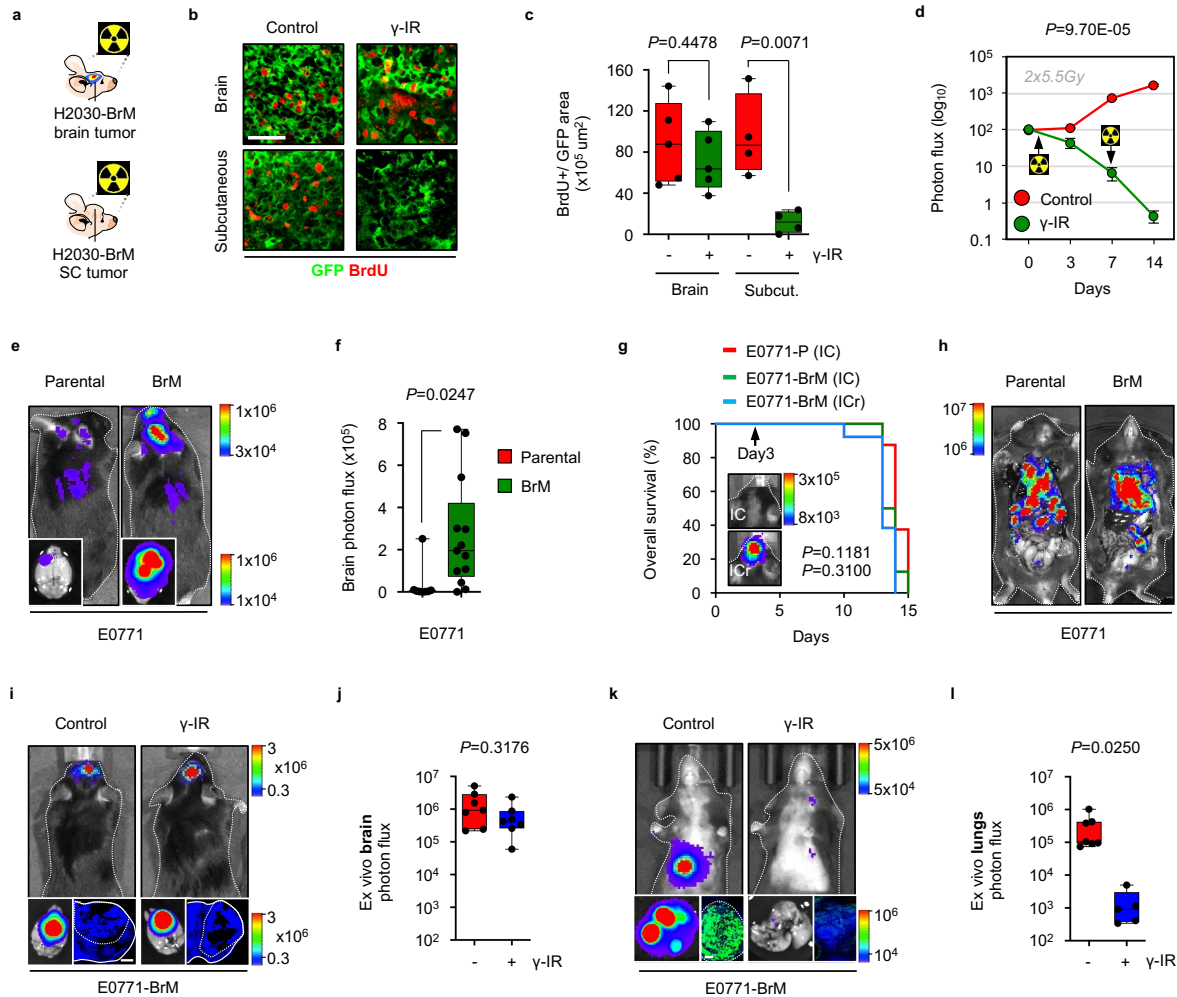 a
H2030-BrM
brain tumor
H2030-BrM
SC tumor
b
Control
γ-IR
Brain
Subcutaneous
GFP BrdU
c
P=0.4478
P=0.0071
BrdU+/ GFP area
(x10⁵ um²)
160
120
80
40
0
-
+
-
+
γ-IR
Brain
Subcut.
d
P=9.70E-05
Photon flux (log₁₀)
10⁵
10³
10²
10
1
0.1
2x5.5Gy
Control
γ-IR
0
3
7
14
Days
e
Parental
BrM
1x10⁶
3x10⁴
1x10⁶
1x10⁴
E0771
f
P=0.0247
Brain photon flux (x10⁵)
8
6
4
2
0
Parental
BrM
E0771
g
E0771-P (IC)
E0771-BrM (IC)
E0771-BrM (ICr)
Overall survival (%)
100
80
60
40
20
0
Day3
IC
ICr
3x10⁵
8x10³
P=0.1181
P=0.3100
0
10
15
Days
h
Parental
BrM
10⁷
10⁶
E0771
i
Control
γ-IR
3
x10⁶
0.3
3
x10⁶
0.3
E0771-BrM
j
P=0.3176
Ex vivo brain
photon flux
10⁷
10⁶
10⁵
10⁴
10³
10²
-
+
γ-IR
k
Control
γ-IR
5x10⁶
5x10⁴
10⁶
10⁴
E0771-BrM
l
P=0.0250
Ex vivo lungs
photon flux
10⁷
10⁶
10⁵
10⁴
10³
10²
-
+
γ-IR